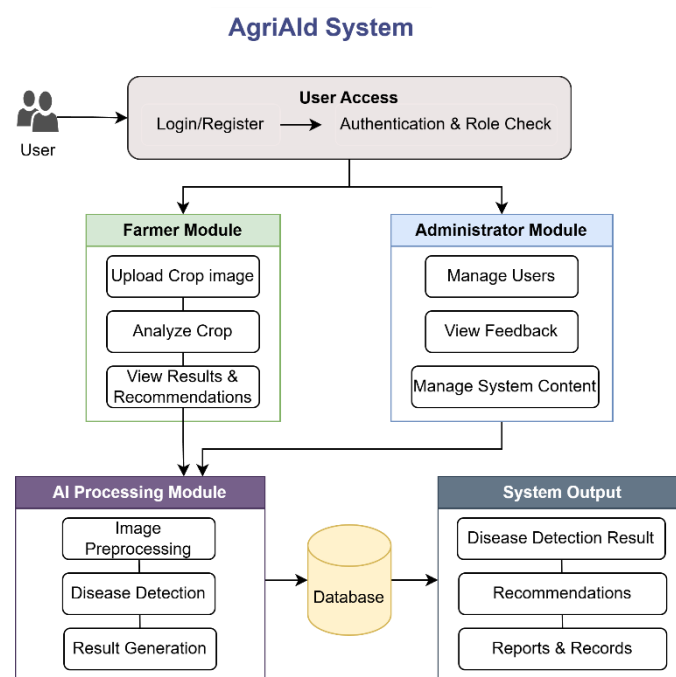 AgriAId System
User Access
Login/Register
Authentication & Role Check
User
Farmer Module
Upload Crop image
Analyze Crop
View Results &
Recommendations
Administrator Module
Manage Users
View Feedback
Manage System Content
AI Processing Module
Image
Preprocessing
Disease Detection
Result Generation
Database
System Output
Disease Detection Result
Recommendations
Reports & Records